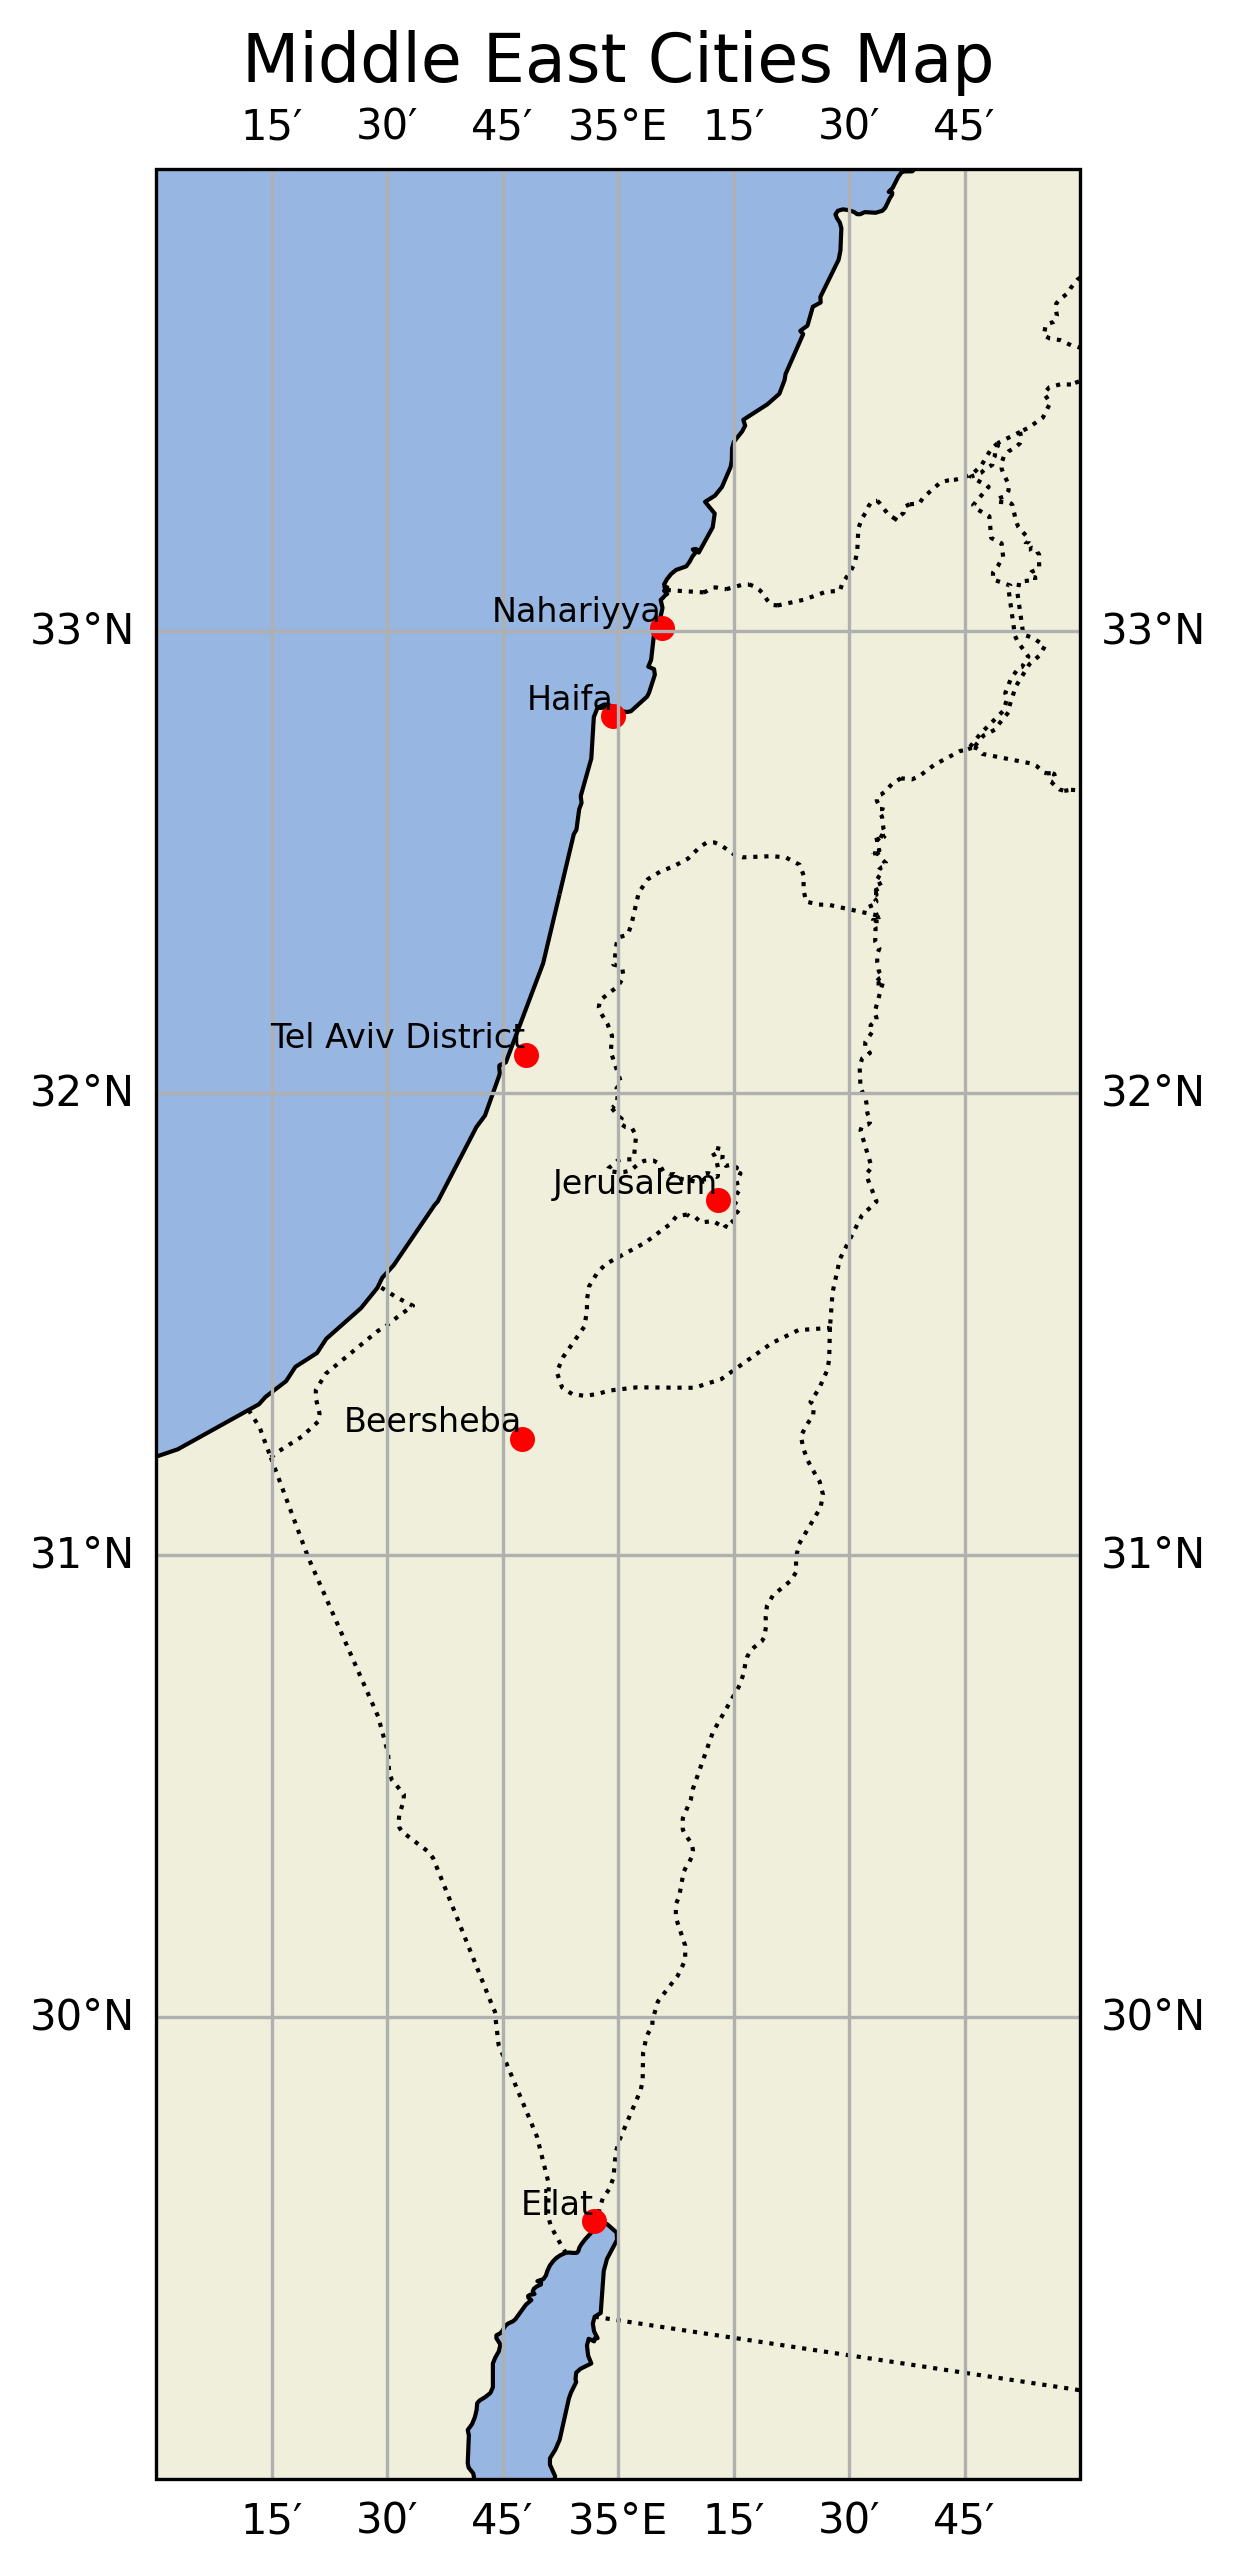 Middle East Cities Map
15′ 30′ 45′ 35°E 15′ 30′ 45′
Nahariyya
33°N 33°N
Haifa
Tel Aviv District
32°N 32°N
Jerusalem
Beersheba
31°N 31°N
30°N 30°N
Eilat
15′ 30′ 45′ 35°E 15′ 30′ 45′